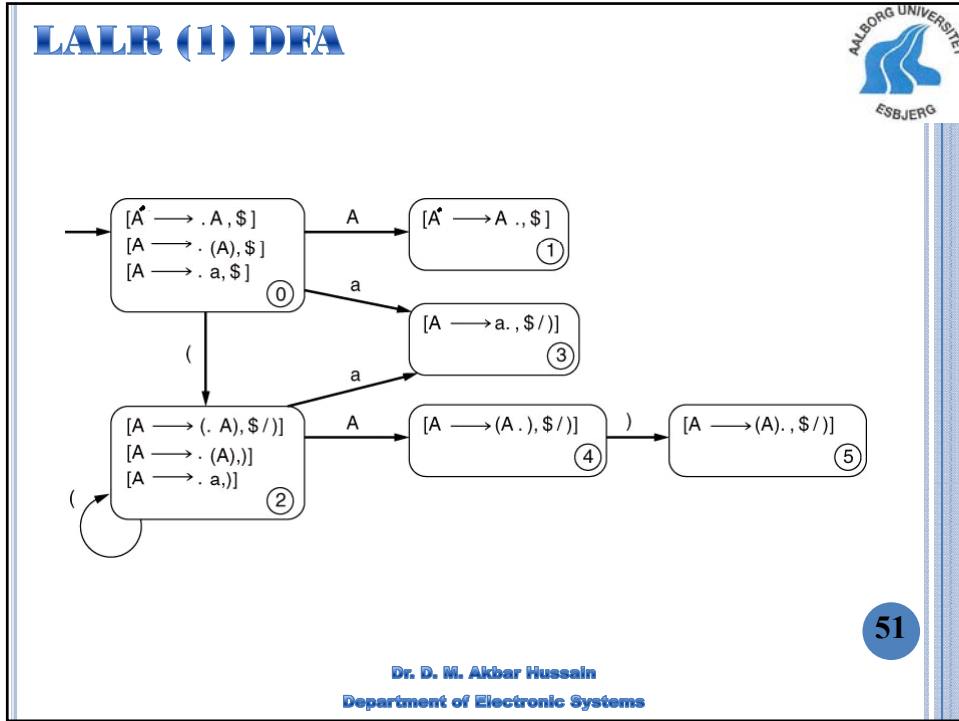 LALR (1) DFA
AALBORG UNIVERSITET
ESBJERG
[A' ⟶ . A , $ ]
[A ⟶ . (A), $ ]
[A ⟶ . a, $ ]
0
A
[A' ⟶ A ., $ ]
1
a
[A ⟶ a. , $ / )]
3
(
a
[A ⟶ (. A), $ / )]
[A ⟶ . (A),)]
[A ⟶ . a,)]
2
(
A
[A ⟶ (A . ), $ / )]
4
)
[A ⟶ (A). , $ / )]
5
51
Dr. D. M. Akbar Hussain
Department of Electronic Systems